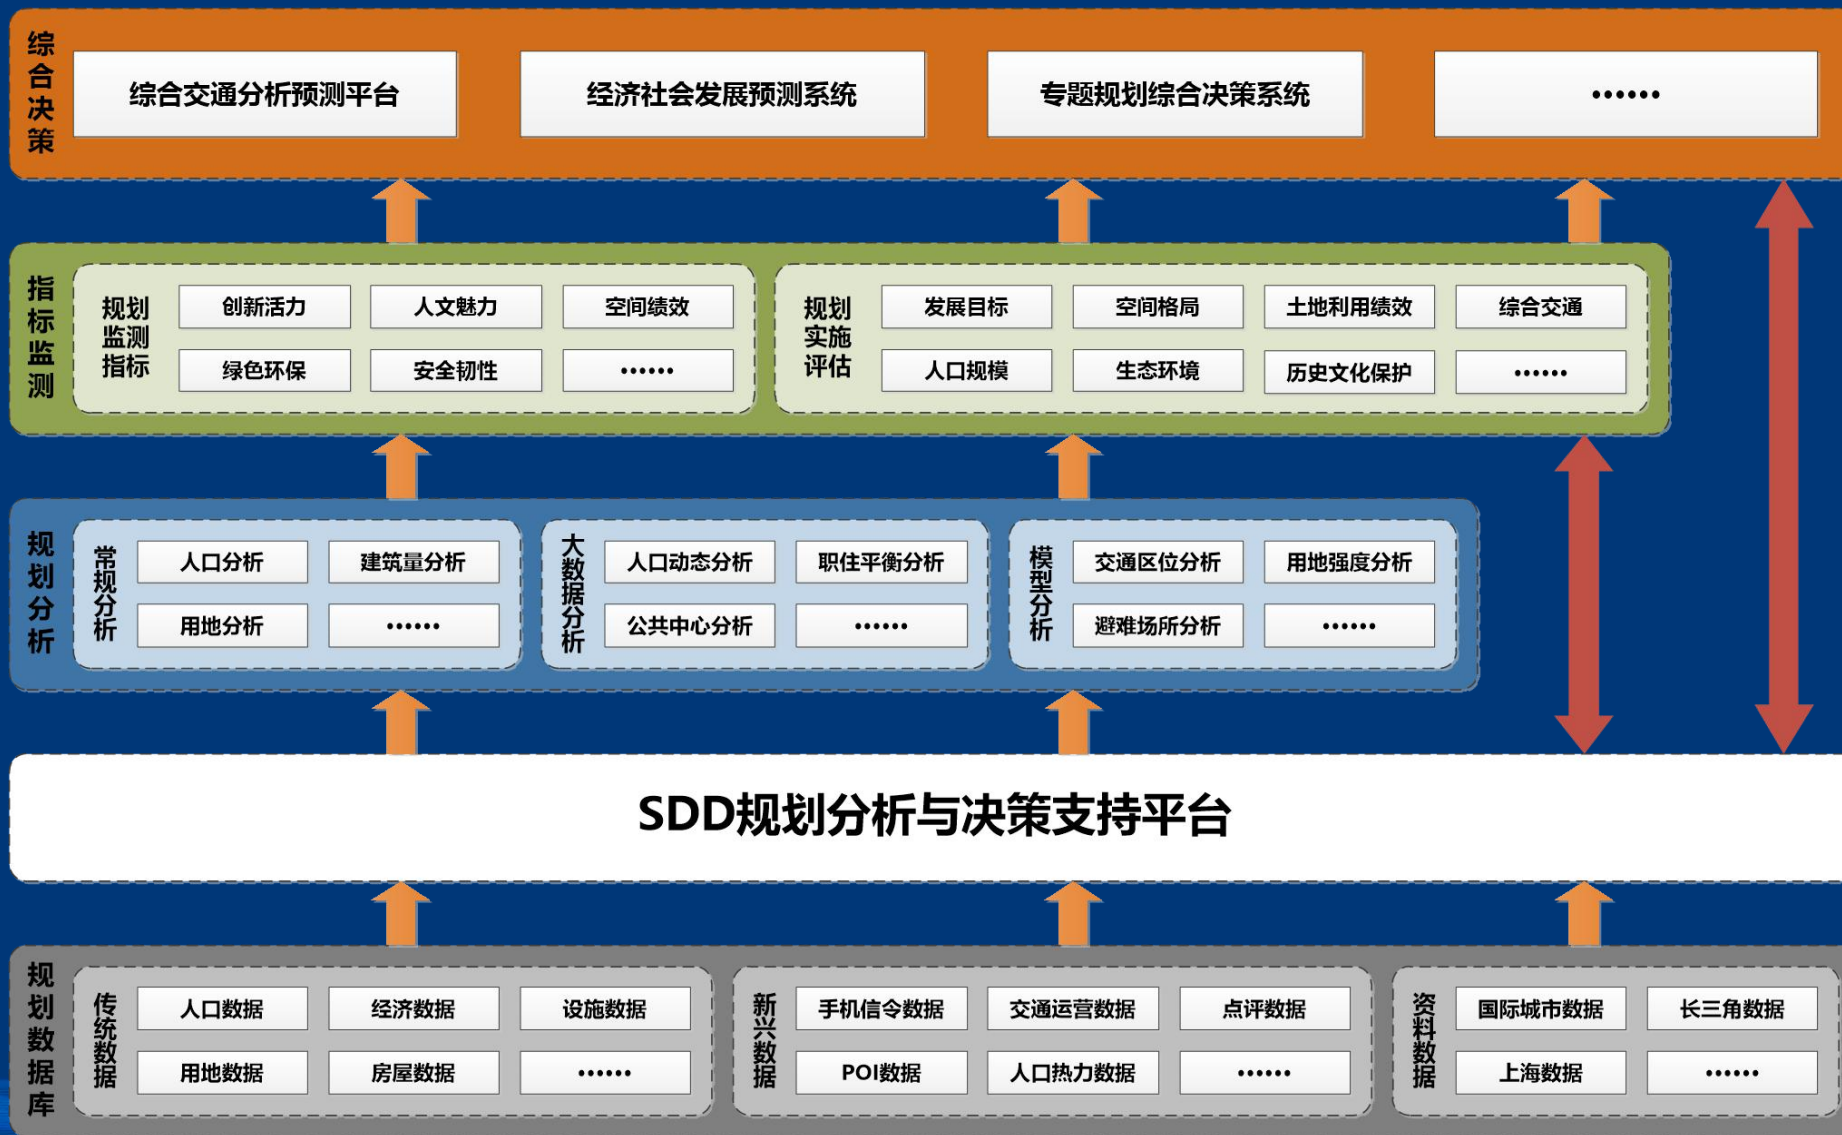 综合决策
综合交通分析预测平台
经济社会发展预测系统
专题规划综合决策系统
••••••
指标监测
规划
监测
指标
创新活力
人文魅力
空间绩效
绿色环保
安全韧性
••••••
规划
实施
评估
发展目标
空间格局
土地利用绩效
综合交通
人口规模
生态环境
历史文化保护
••••••
规划分析
常规分析
人口分析
建筑量分析
用地分析
••••••
大数据分析
人口动态分析
职住平衡分析
公共中心分析
••••••
模型分析
交通区位分析
用地强度分析
避难场所分析
••••••
SDD规划分析与决策支持平台
规划数据库
传统数据
人口数据
经济数据
设施数据
用地数据
房屋数据
••••••
新兴数据
手机信令数据
交通运营数据
点评数据
POI数据
人口热力数据
••••••
资料数据
国际城市数据
长三角数据
上海数据
••••••